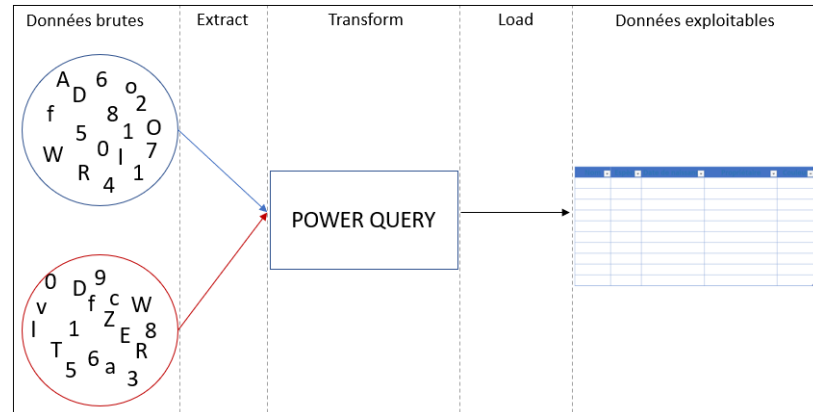 Données brutes
Extract
Transform
Load
Données exploitables
A
6
o
D
2
f
8
O
5
1
W
0
I
7
R
1
4
POWER QUERY
0
D
9
v
f
c
W
I
1
Z
E
8
T
R
5
6
a
3